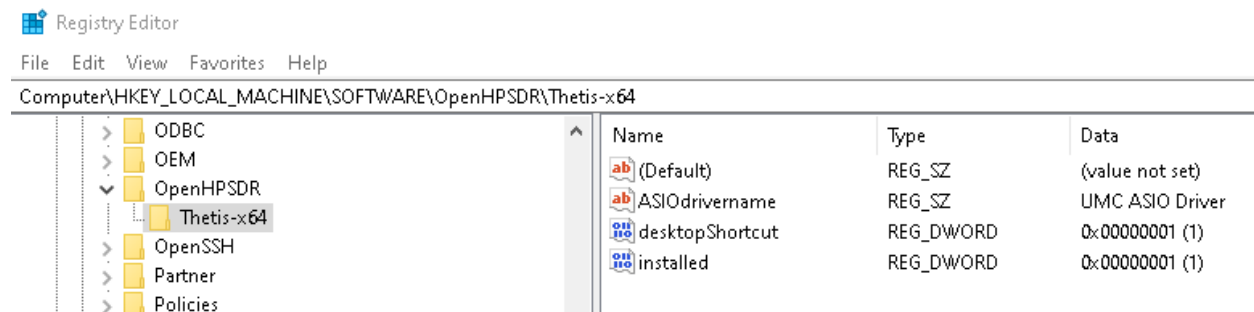 Registry Editor
File Edit View Favorites Help
Computer\HKEY_LOCAL_MACHINE\SOFTWARE\OpenHPSDR\Thetis-x64
ODBC
OEM
OpenHPSDR
Thetis-x64
OpenSSH
Partner
Policies
Name Type Data
(Default) REG_SZ (value not set)
ASIOdrivername REG_SZ UMC ASIO Driver
desktopShortcut REG_DWORD 0x00000001 (1)
installed REG_DWORD 0x00000001 (1)